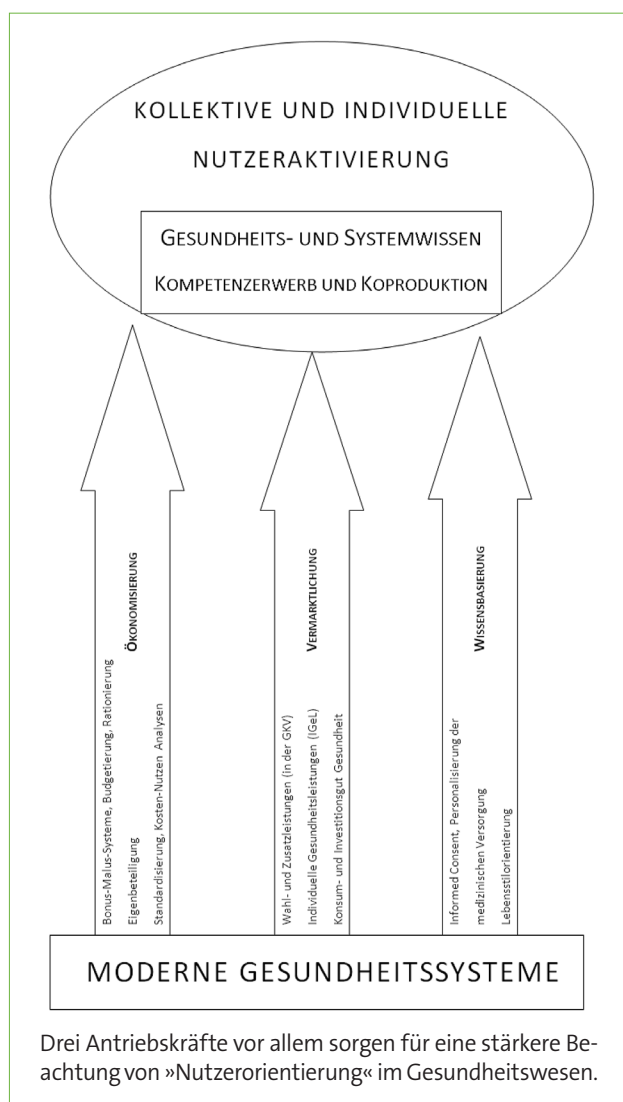 KOLLEKTIVE UND INDIVIDUELLE
NUTZERAKTIVIERUNG
GESUNDHEITS- UND SYSTEMWISSEN
KOMPETENZERWERB UND KOPRODUKTION
ÖKONOMISIERUNG
Bonus-Malus-Systeme, Budgetierung, Rationierung
Eigenbeteiligung
Standardisierung, Kosten-Nutzen Analysen
VERMARKTLICHUNG
Wahl- und Zusatzleistungen (in der GKV)
Individuelle Gesundheitsleistungen (IGeL)
Konsum- und Investitionsgut Gesundheit
WISSENSBASIERUNG
Informed Consent, Personalisierung der
medizinischen Versorgung
Lebensstilorientierung
MODERNE GESUNDHEITSSYSTEME
Drei Antriebskräfte vor allem sorgen für eine stärkere Be-
achtung von »Nutzerorientierung« im Gesundheitswesen.